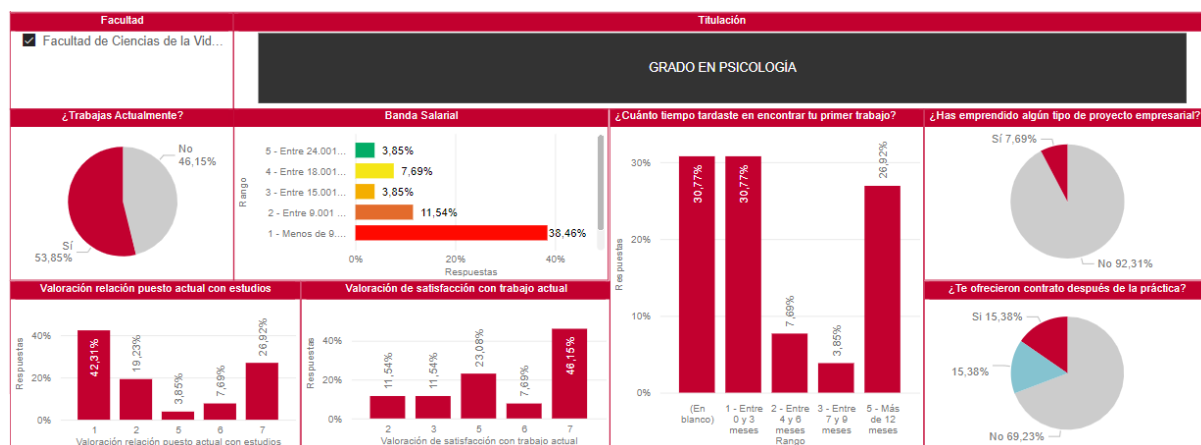 Facultad
Titulación
Facultad de Ciencias de la Vid...
GRADO EN PSICOLOGÍA
¿Trabajas Actualmente?
No
46,15%
Sí
53,85%
Banda Salarial
Rango
5 - Entre 24.001...
3,85%
4 - Entre 18.001...
7,69%
3 - Entre 15.001...
3,85%
2 - Entre 9.001 ...
11,54%
1 - Menos de 9....
38,46%
0%
20%
40%
Respuestas
¿Cuánto tiempo tardaste en encontrar tu primer trabajo?
Respuestas
30%
20%
10%
0%
30,77%
30,77%
7,69%
3,85%
26,92%
(En
blanco)
1 - Entre
0 y 3
meses
2 - Entre
4 y 6
meses
3 - Entre
7 y 9
meses
5 - Más
de 12
meses
Rango
¿Has emprendido algún tipo de proyecto empresarial?
Sí 7,69%
No 92,31%
Valoración relación puesto actual con estudios
Respuestas
40%
20%
0%
42,31%
19,23%
3,85%
7,69%
26,92%
1
2
5
6
7
Valoración relación puesto actual con estudios
Valoración de satisfacción con trabajo actual
Respuestas
40%
20%
0%
11,54%
11,54%
23,08%
7,69%
46,15%
2
3
5
6
7
Valoración de satisfacción con trabajo actual
¿Te ofrecieron contrato después de la práctica?
Si 15,38%
15,38%
No 69,23%